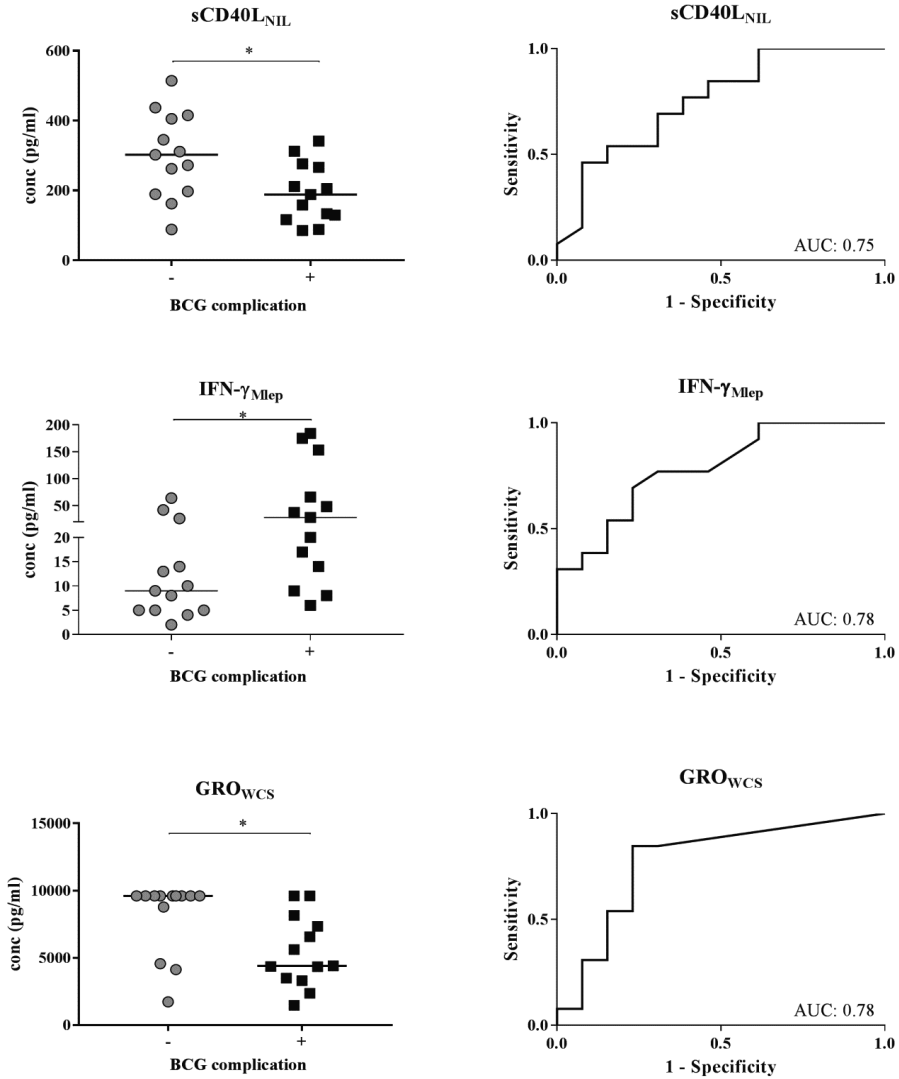 sCD40LNIL
600
400
200
0
conc (pg/ml)
*
-
+
BCG complication
sCD40LNIL
1.0
0.5
0.0
Sensitivity
AUC: 0.75
0.0
0.5
1.0
1 - Specificity
IFN-γMlep
200
150
100
50
20
15
10
5
0
conc (pg/ml)
*
-
+
BCG complication
IFN-γMlep
1.0
0.5
0.0
Sensitivity
AUC: 0.78
0.0
0.5
1.0
1 - Specificity
GROWCS
15000
10000
5000
0
conc (pg/ml)
*
-
+
BCG complication
GROWCS
1.0
0.5
0.0
Sensitivity
AUC: 0.78
0.0
0.5
1.0
1 - Specificity